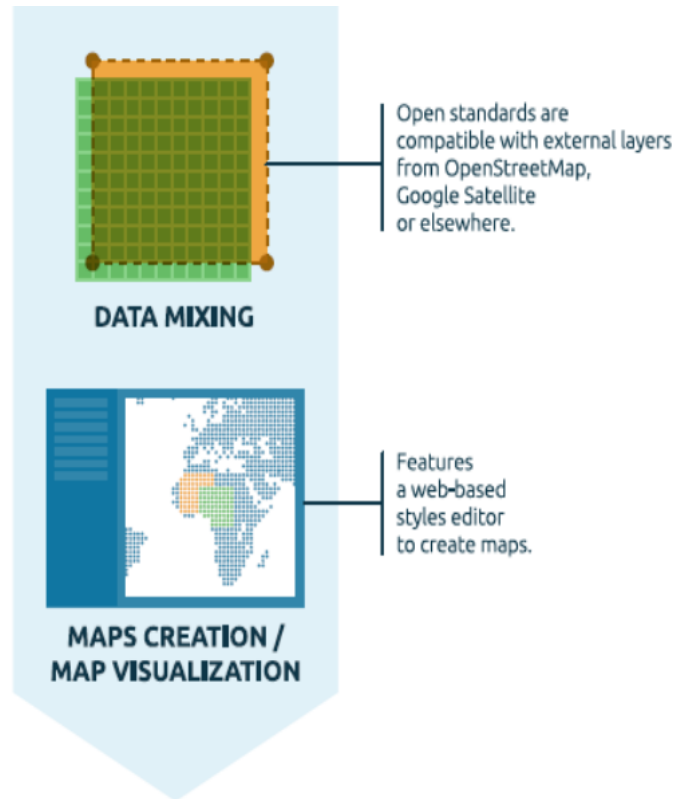 Open standards are
compatible with external layers
from OpenStreetMap,
Google Satellite
or elsewhere.
DATA MIXING
Features
a web-based
styles editor
to create maps.
MAPS CREATION /
MAP VISUALIZATION